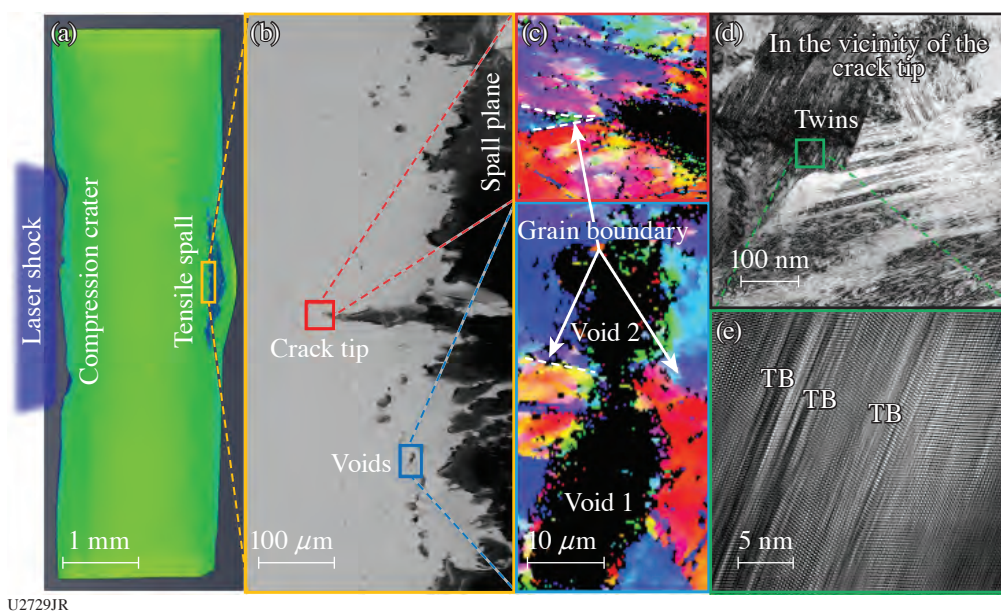 (a)
Laser shock
Compression crater
Tensile spall
1 mm
(b)
Spall plane
Crack tip
Voids
100 μm
(c)
Grain boundary
Void 2
Void 1
10 μm
(d)
In the vicinity of the
crack tip
Twins
100 nm
(e)
TB
TB
TB
5 nm
U2729JR